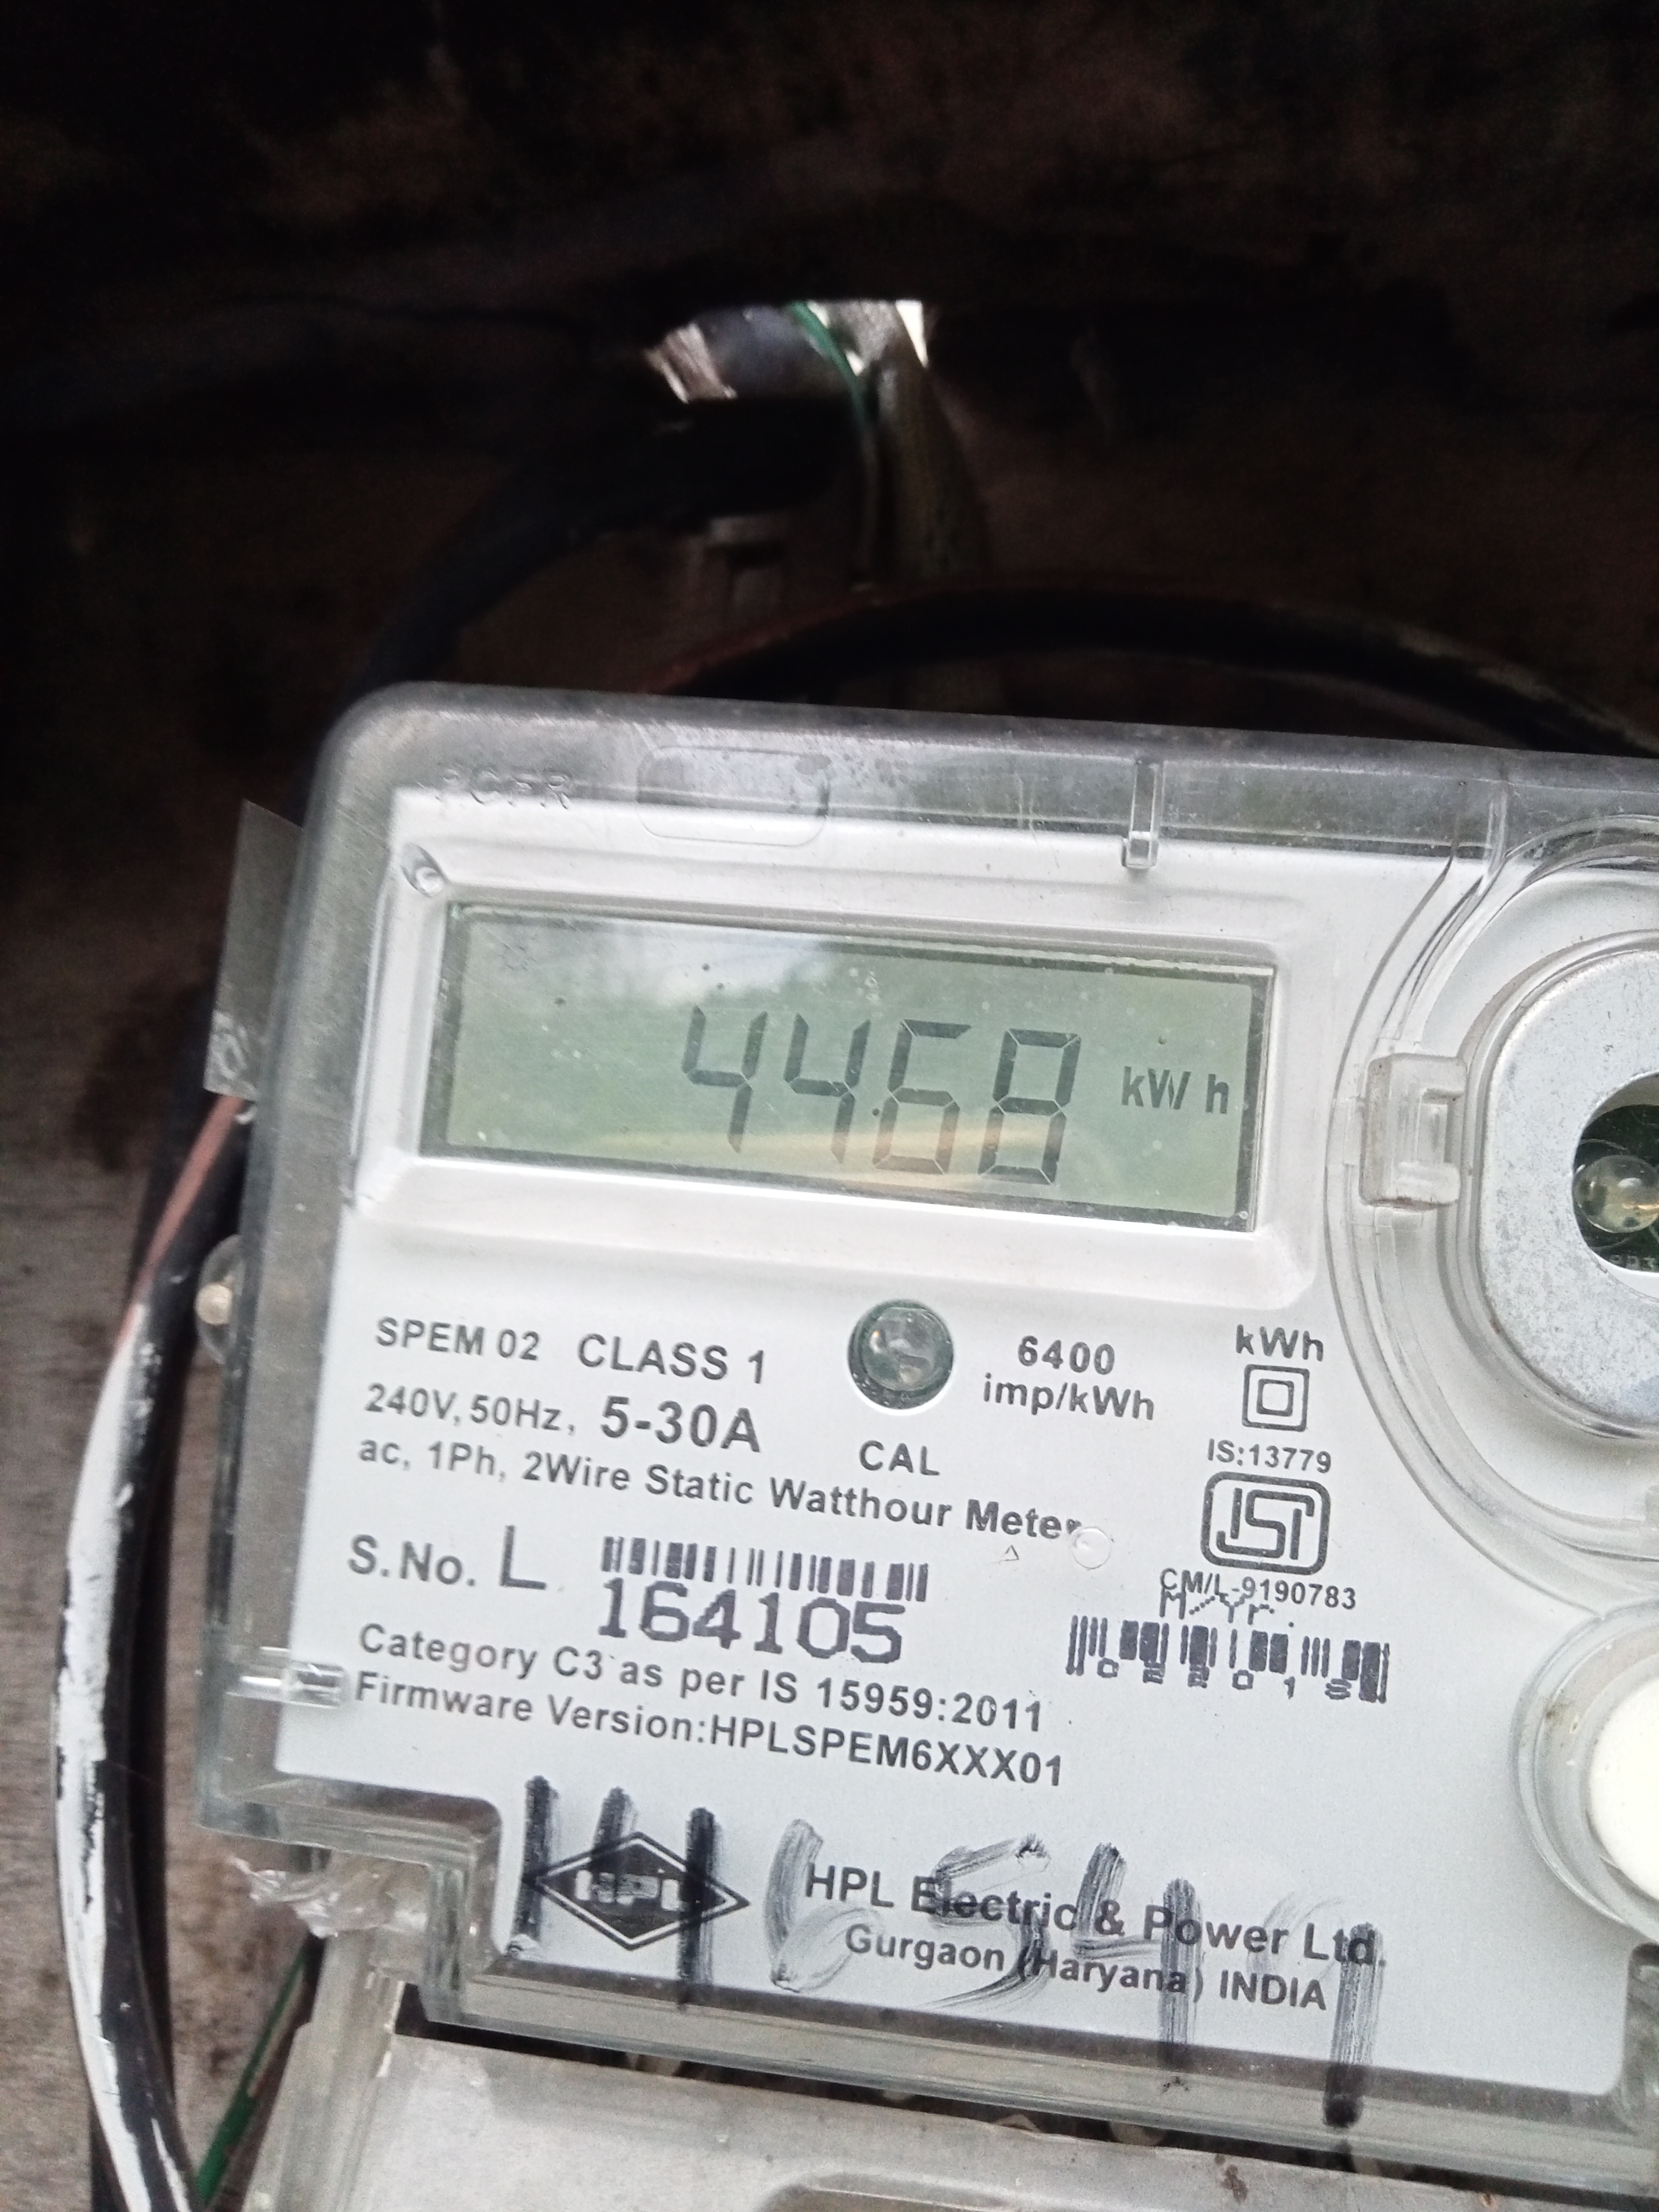 4468 kWh
SPEM 02 CLASS 1
240V, 50Hz, 5-30A
ac, 1Ph, 2Wire Static Watthour Meter
CAL
6400
imp/kWh
kWh
IS:13779
ISI
CM/L-9190783
M Yr.
S.No. L 164105
Category C3 as per IS 15959:2011
Firmware Version:HPLSPEM6XXX01
HPL
HPL Electric & Power Ltd.
Gurgaon (Haryana) INDIA